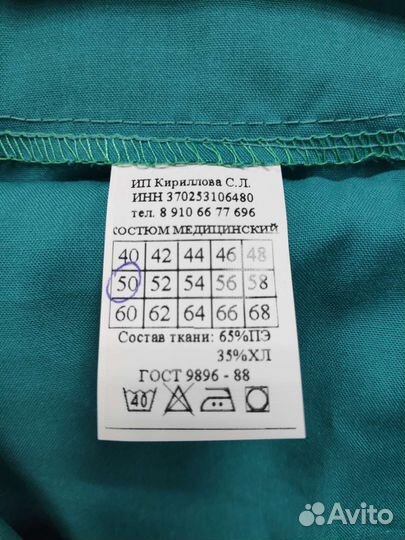 ИП Кириллова С.Л.
ИНН 370253106480
тел. 8 910 66 77 696
КОСТЮМ МЕДИЦИНСКИЙ
40 42 44 46 48
50 52 54 56 58
60 62 64 66 68
Состав ткани: 65%ПЭ
35%ХЛ
ГОСТ 9896 - 88
40
Avito